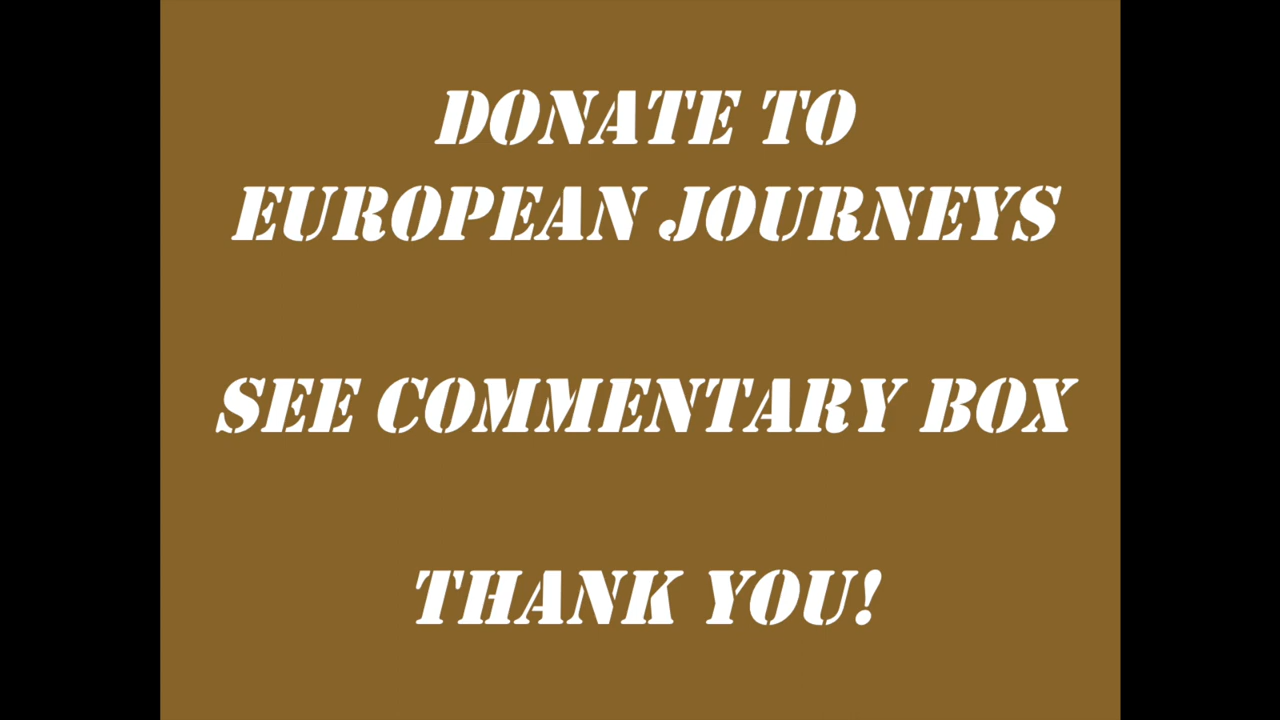 DONATE TO
EUROPEAN JOURNEYS
SEE COMMENTARY BOX
THANK YOU!